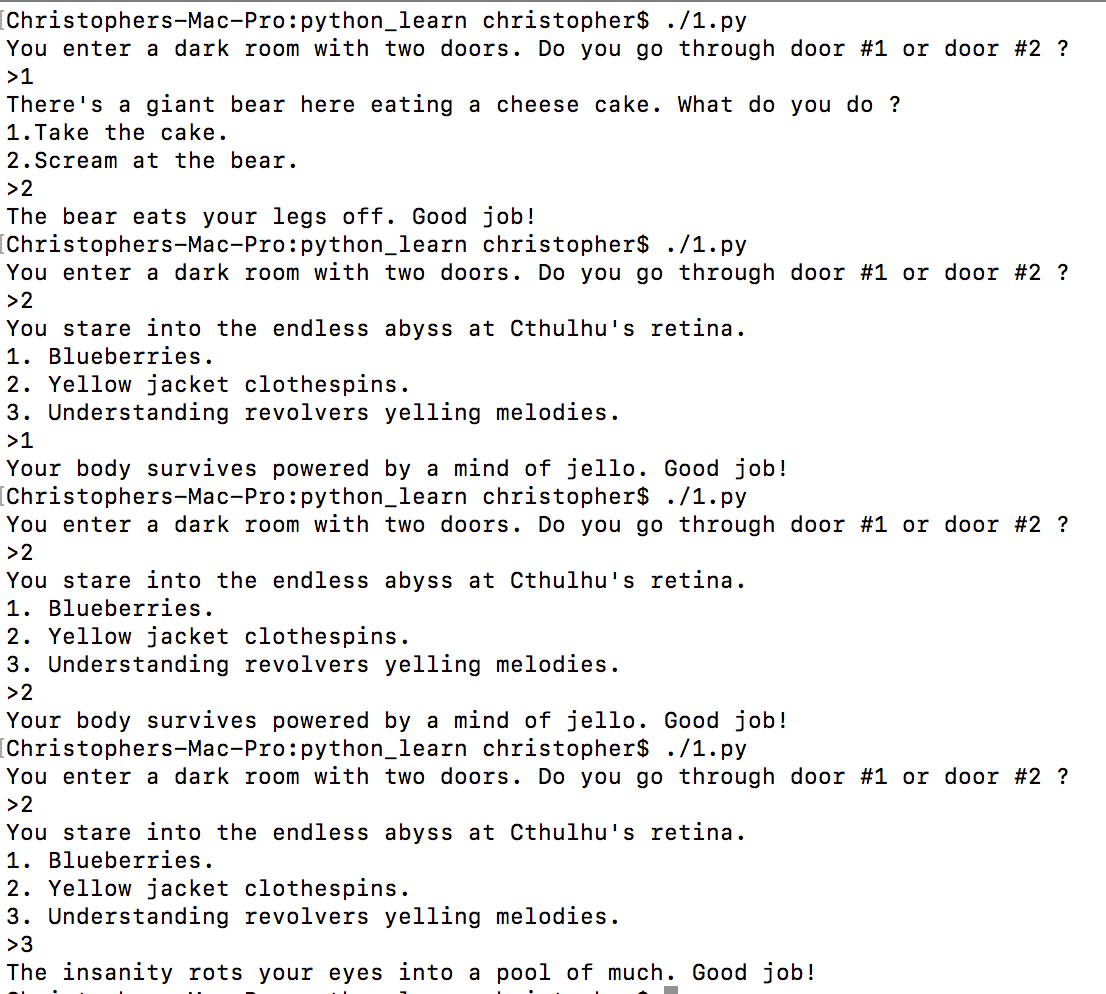 [Christophers-Mac-Pro:python_learn christopher$ ./1.py
You enter a dark room with two doors. Do you go through door #1 or door #2 ?
>1
There's a giant bear here eating a cheese cake. What do you do ?
1.Take the cake.
2.Scream at the bear.
>2
The bear eats your legs off. Good job!
[Christophers-Mac-Pro:python_learn christopher$ ./1.py
You enter a dark room with two doors. Do you go through door #1 or door #2 ?
>2
You stare into the endless abyss at Cthulhu's retina.
1. Blueberries.
2. Yellow jacket clothespins.
3. Understanding revolvers yelling melodies.
>1
Your body survives powered by a mind of jello. Good job!
[Christophers-Mac-Pro:python_learn christopher$ ./1.py
You enter a dark room with two doors. Do you go through door #1 or door #2 ?
>2
You stare into the endless abyss at Cthulhu's retina.
1. Blueberries.
2. Yellow jacket clothespins.
3. Understanding revolvers yelling melodies.
>2
Your body survives powered by a mind of jello. Good job!
[Christophers-Mac-Pro:python_learn christopher$ ./1.py
You enter a dark room with two doors. Do you go through door #1 or door #2 ?
>2
You stare into the endless abyss at Cthulhu's retina.
1. Blueberries.
2. Yellow jacket clothespins.
3. Understanding revolvers yelling melodies.
>3
The insanity rots your eyes into a pool of much. Good job!
Christophers-Mac-Pro:python_learn christopher$